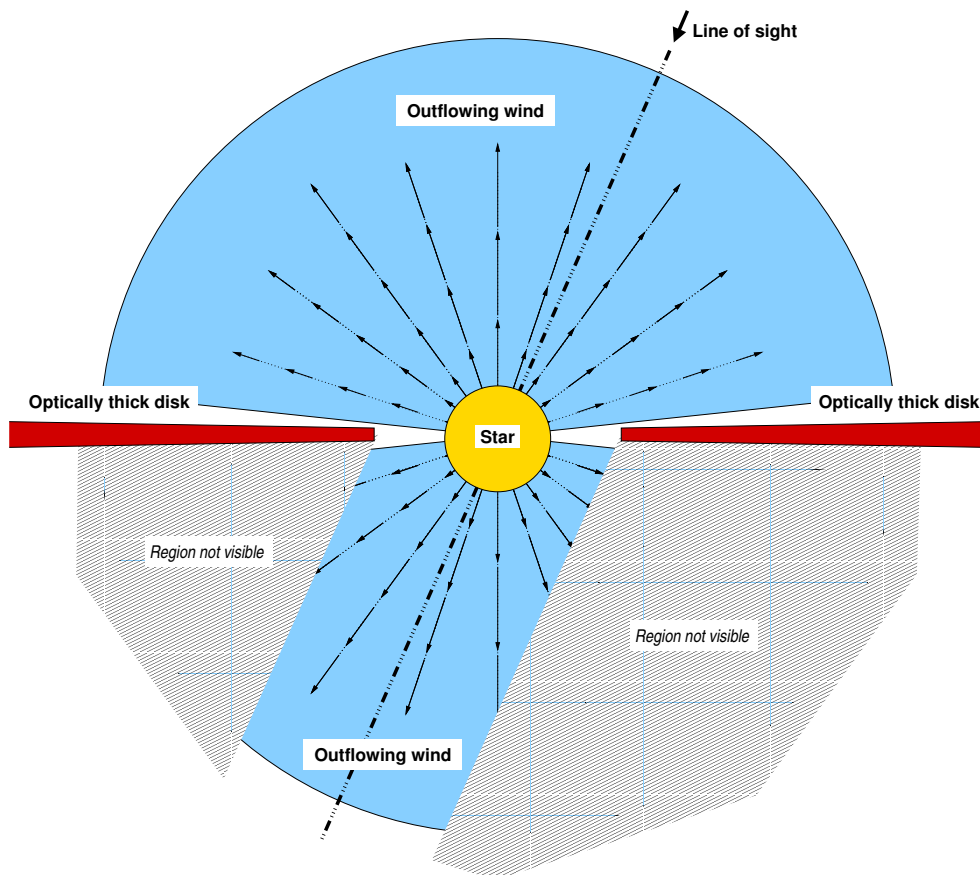 Line of sight
Outflowing wind
Optically thick disk
Optically thick disk
Star
Region not visible
Region not visible
Outflowing wind